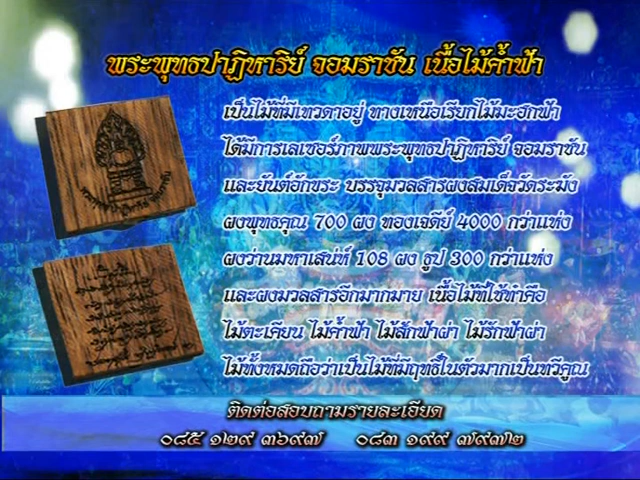 พระพุทธปาฏิหาริย์ จอมราชัน เนื้อไม้ค้ำฟ้า
เป็นไม้ที่มีเทวดาอยู่ ทางเหนือเรียกไม้มะฮกฟ้า
ได้มีการเลเซอร์ภาพพระพุทธปาฏิหาริย์ จอมราชัน
และยันต์อักขระ บรรจุมวลสารผงสมเด็จวัดระฆัง
ผงพุทธคุณ 700 ผง ทองเจดีย์ 4000 กว่าแห่ง
ผงว่านมหาเสน่ห์ 108 ผง ธูป 300 กว่าแห่ง
และผงมวลสารอีกมากมาย เนื้อไม้ที่ใช้ทำคือ
ไม้ตะเคียน ไม้ค้ำฟ้า ไม้สักฟ้าผ่า ไม้รักฟ้าผ่า
ไม้ทั้งหมดถือว่าเป็นไม้ที่มีฤทธิ์ในตัวมากเป็นทวีคูณ
ติดต่อสอบถามรายละเอียด
๐๘๕ ๑๒๙ ๓๖๙๗ ๐๘๓ ๑๙๙ ๗๙๗๒